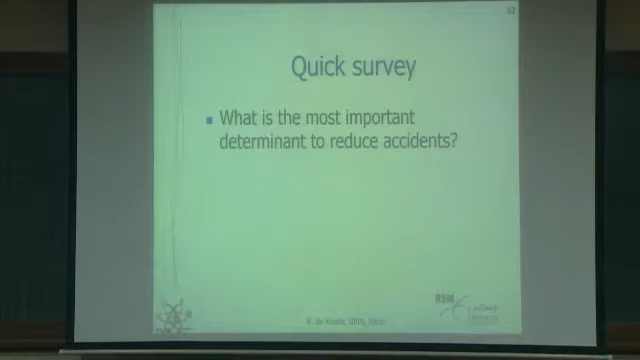 Quick survey
What is the most important
determinant to reduce accidents?
RSM